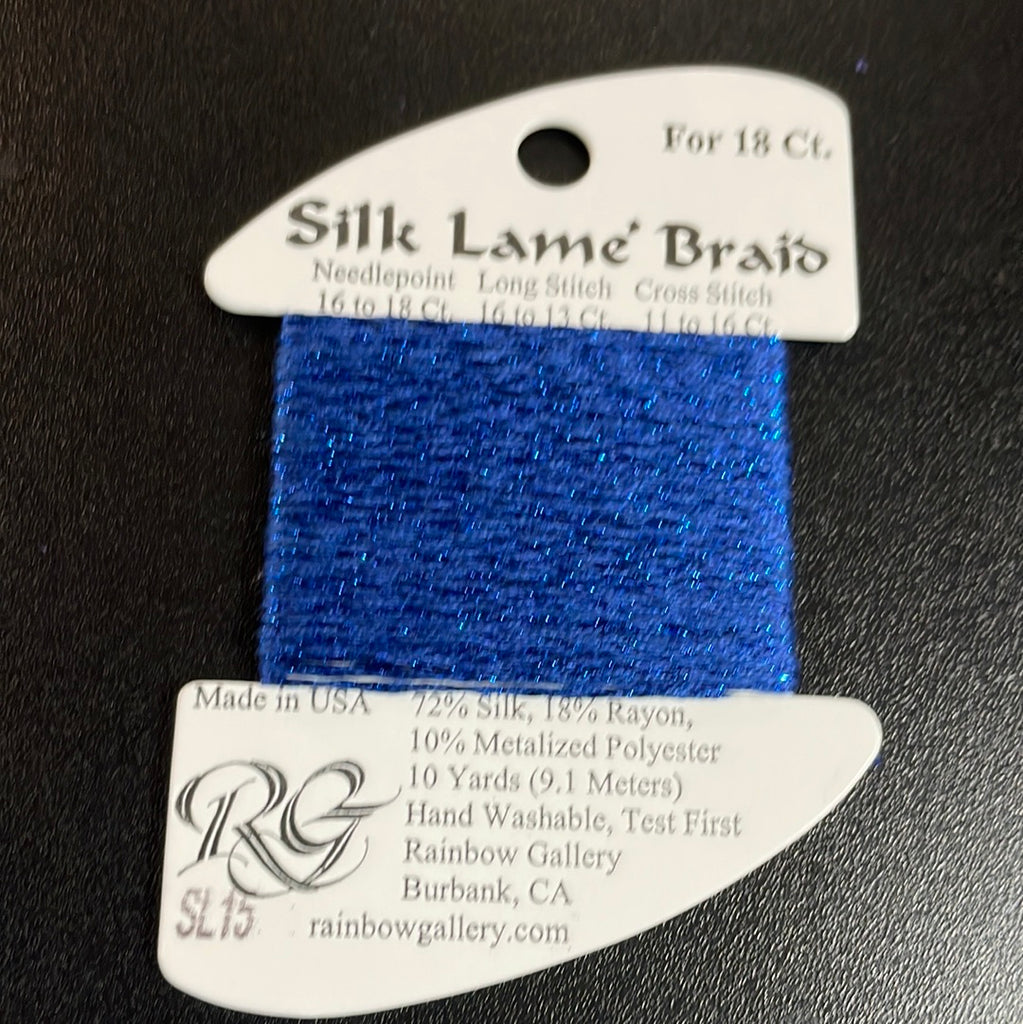 For 18 Ct.
Silk Lamé Braid
Needlepoint Long Stitch Cross Stitch
16 to 18 Ct. 16 to 13 Ct. 11 to 16 Ct.
Made in USA
72% Silk, 18% Rayon,
10% Metalized Polyester
10 Yards (9.1 Meters)
Hand Washable, Test First
Rainbow Gallery
Burbank, CA
rainbowgallery.com
RG
SL15